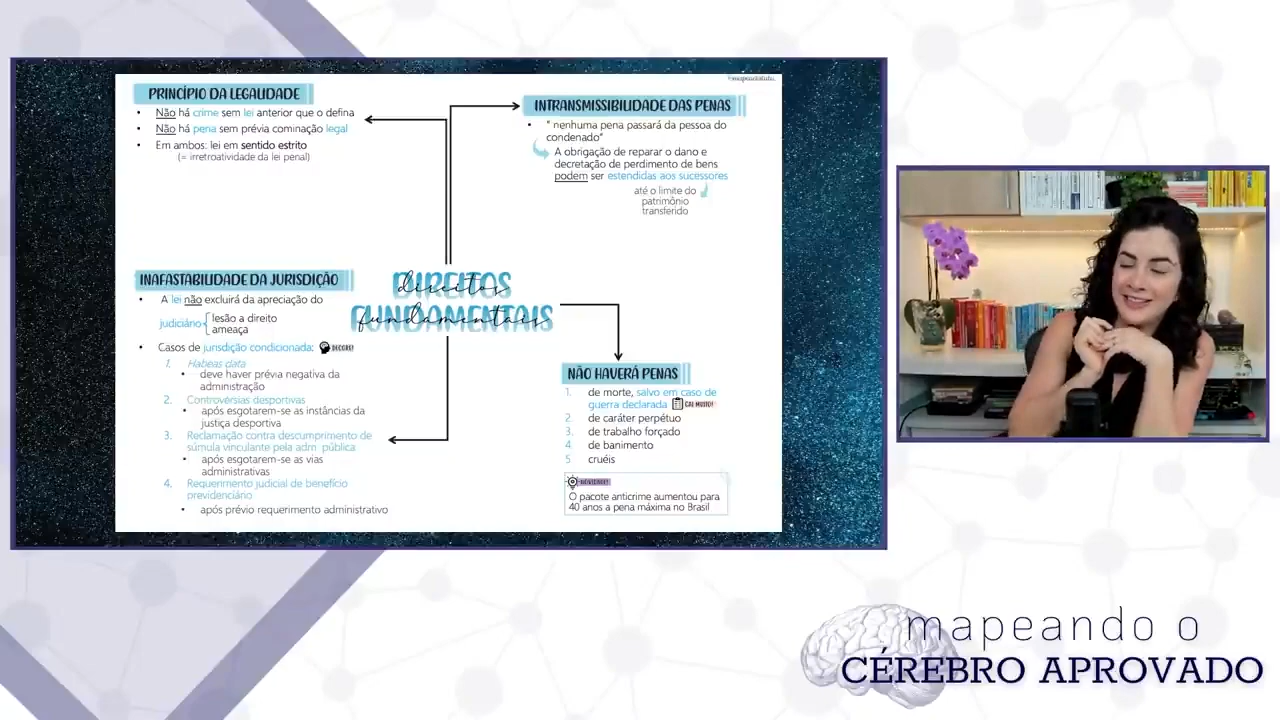 @mapeadotudo_
PRINCÍPIO DA LEGALIDADE
• Não há crime sem lei anterior que o defina
• Não há pena sem prévia cominação legal
• Em ambos: lei em sentido estrito
(= irretroatividade da lei penal)
INTRANSMISSIBILIDADE DAS PENAS
• " nenhuma pena passará da pessoa do
condenado"
A obrigação de reparar o dano e
decretação de perdimento de bens
podem ser estendidas aos sucessores
até o limite do
patrimônio
transferido
INAFASTABILIDADE DA JURISDIÇÃO
• A lei não excluirá da apreciação do
judiciário
lesão a direito
ameaça
• Casos de jurisdição condicionada: DECORE!
1. Habeas data
• deve haver prévia negativa da
administração
2. Controvérsias desportivas
• após esgotarem-se as instâncias da
justiça desportiva
3. Reclamação contra descumprimento de
súmula vinculante pela adm. pública
• após esgotarem-se as vias
administrativas
4. Requerimento judicial de benefício
previdenciário
• após prévio requerimento administrativo
DIREITOS
direitos
FUNDAMENTAIS
fundamentais
NÃO HAVERÁ PENAS
1. de morte, salvo em caso de
guerra declarada CAI MUITO!
2. de caráter perpétuo
3. de trabalho forçado
4. de banimento
5. cruéis
O pacote anticrime aumentou para
40 anos a pena máxima no Brasil
mapeando o
CÉREBRO APROVADO